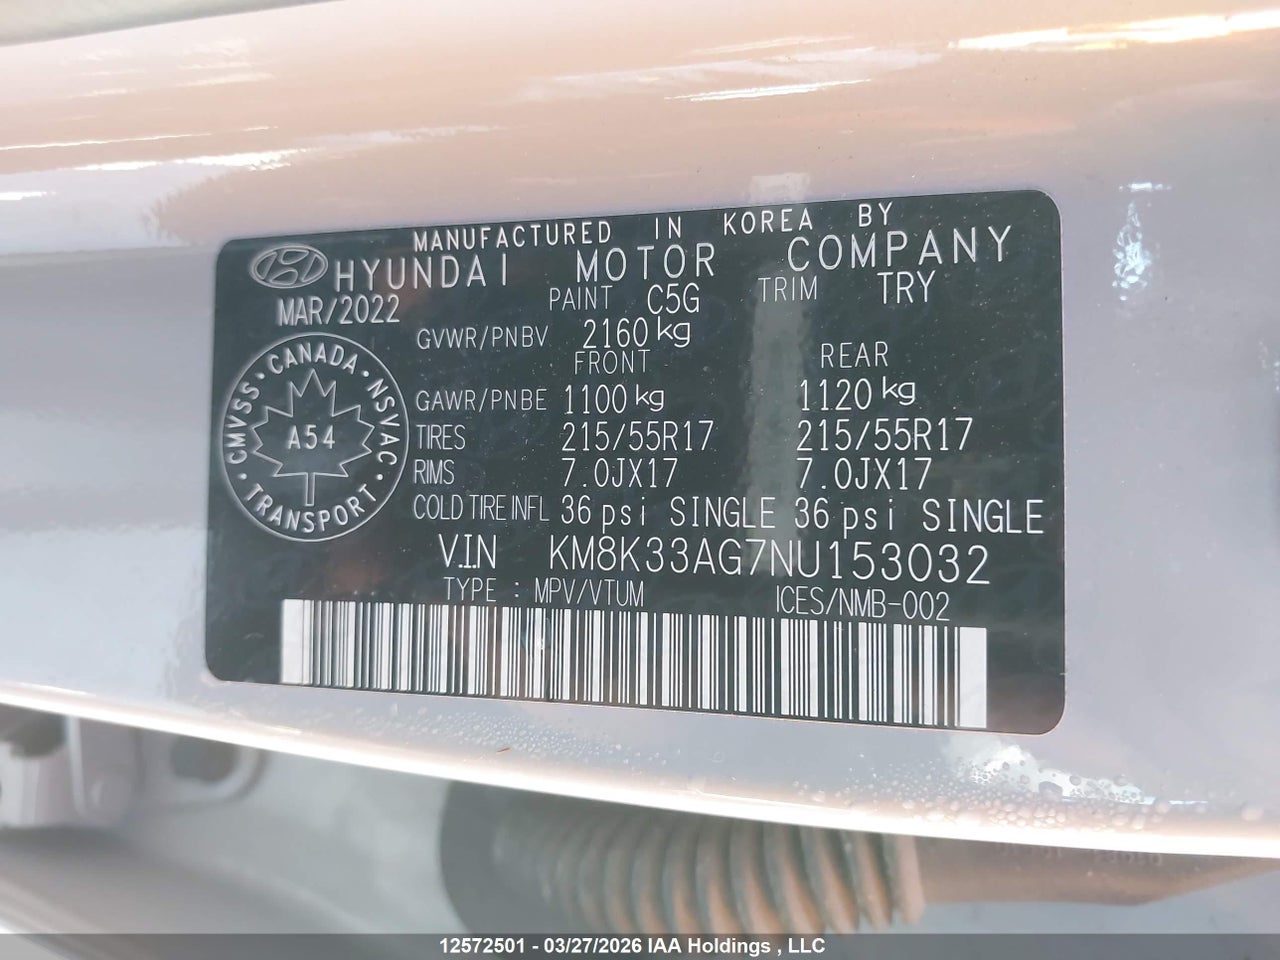 MANUFACTURED IN KOREA BY
HYUNDAI MOTOR COMPANY
MAR/2022 PAINT C5G TRIM TRY
GVWR/PNBV 2160 kg
FRONT REAR
GAWR/PNBE 1100 kg 1120 kg
TIRES 215/55R17 215/55R17
RIMS 7.0JX17 7.0JX17
COLD TIRE INFL 36 psi SINGLE 36 psi SINGLE
V.I.N KM8K33AG7NU153032
TYPE : MPV/VTUM ICES/NMB-002
CMVSS · CANADA · NSVAC · TRANSPORT ·
A54
12572501 - 03/27/2026 IAA Holdings , LLC